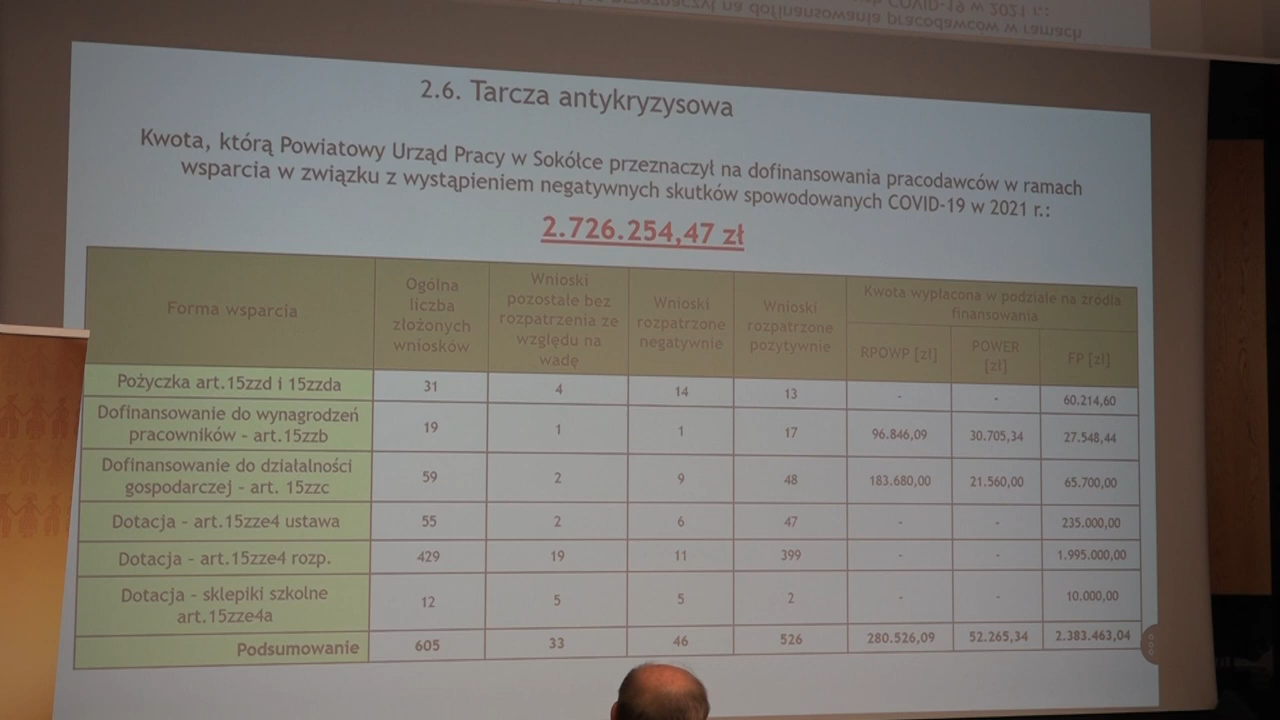 2.6. Tarcza antykryzysowa
Kwota, którą Powiatowy Urząd Pracy w Sokółce przeznaczył na dofinansowania pracodawców w ramach
wsparcia w związku z wystąpieniem negatywnych skutków spowodowanych COVID-19 w 2021 r.:
2.726.254,47 zł
Forma wsparcia
Ogólna
liczba
złożonych
wniosków
Wnioski
pozostałe bez
rozpatrzenia ze
względu na
wadę
Wnioski
rozpatrzone
negatywnie
Wnioski
rozpatrzone
pozytywnie
Kwota wypłacona w podziale na źródła
finansowania
RPOWP [zł]
POWER
[zł]
FP [zł]
Pożyczka art.15zzd i 15zzda 31 4 14 13 - - 60.214,60
Dofinansowanie do wynagrodzeń
pracowników - art.15zzb 19 1 1 17 96.846,09 30.705,34 27.548,44
Dofinansowanie do działalności
gospodarczej - art. 15zzc 59 2 9 48 183.680,00 21.560,00 65.700,00
Dotacja - art.15zze4 ustawa 55 2 6 47 - - 235.000,00
Dotacja - art.15zze4 rozp. 429 19 11 399 - - 1.995.000,00
Dotacja - sklepiki szkolne
art.15zze4a 12 5 5 2 - - 10.000,00
Podsumowanie 605 33 46 526 280.526,09 52.265,34 2.383.463,04